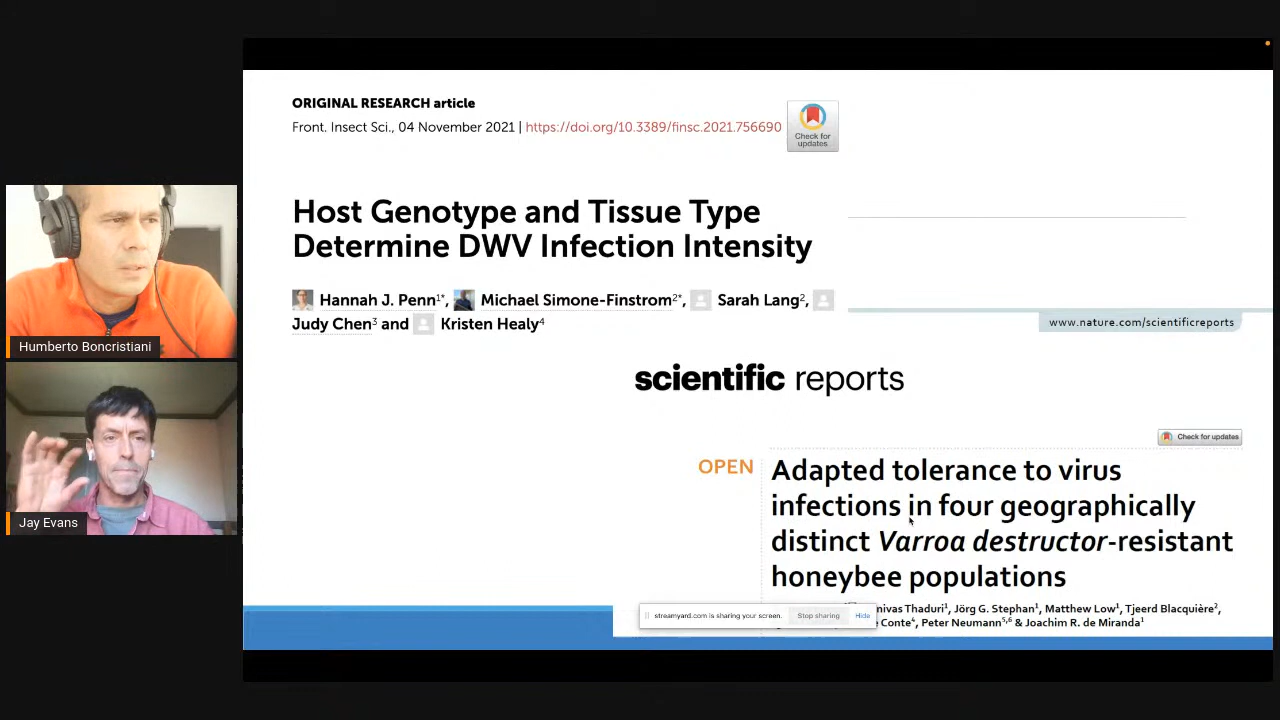 ORIGINAL RESEARCH article
Front. Insect Sci., 04 November 2021 | https://doi.org/10.3389/finsc.2021.756690
Check for
updates
Host Genotype and Tissue Type
Determine DWV Infection Intensity
Hannah J. Penn1*, Michael Simone-Finstrom2*, Sarah Lang2,
Judy Chen3 and Kristen Healy4
www.nature.com/scientificreports
scientific reports
Check for updates
OPEN
Adapted tolerance to virus
infections in four geographically
distinct Varroa destructor-resistant
honeybee populations
Thaduri1, Jörg G. Stephan1, Matthew Low1, Tjeerd Blacquière2,
Conte4, Peter Neumann5,6 & Joachim R. de Miranda1
streamyard.com is sharing your screen.
Stop sharing
Hide
Humberto Boncristiani
Jay Evans